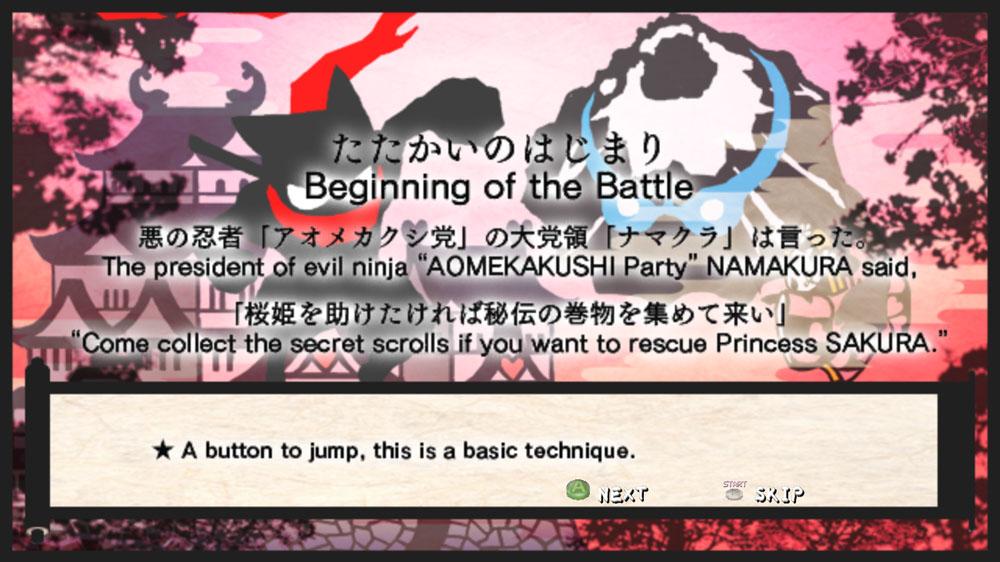 たたかいのはじまり
Beginning of the Battle
悪の忍者「アオメカクシ党」の大党領「ナマクラ」は言った。
The president of evil ninja “AOMEKAKUSHI Party” NAMAKURA said,
「桜姫を助けたければ秘伝の巻物を集めて来い」
“Come collect the secret scrolls if you want to rescue Princess SAKURA.”
★ A button to jump, this is a basic technique.
A NEXT START SKIP